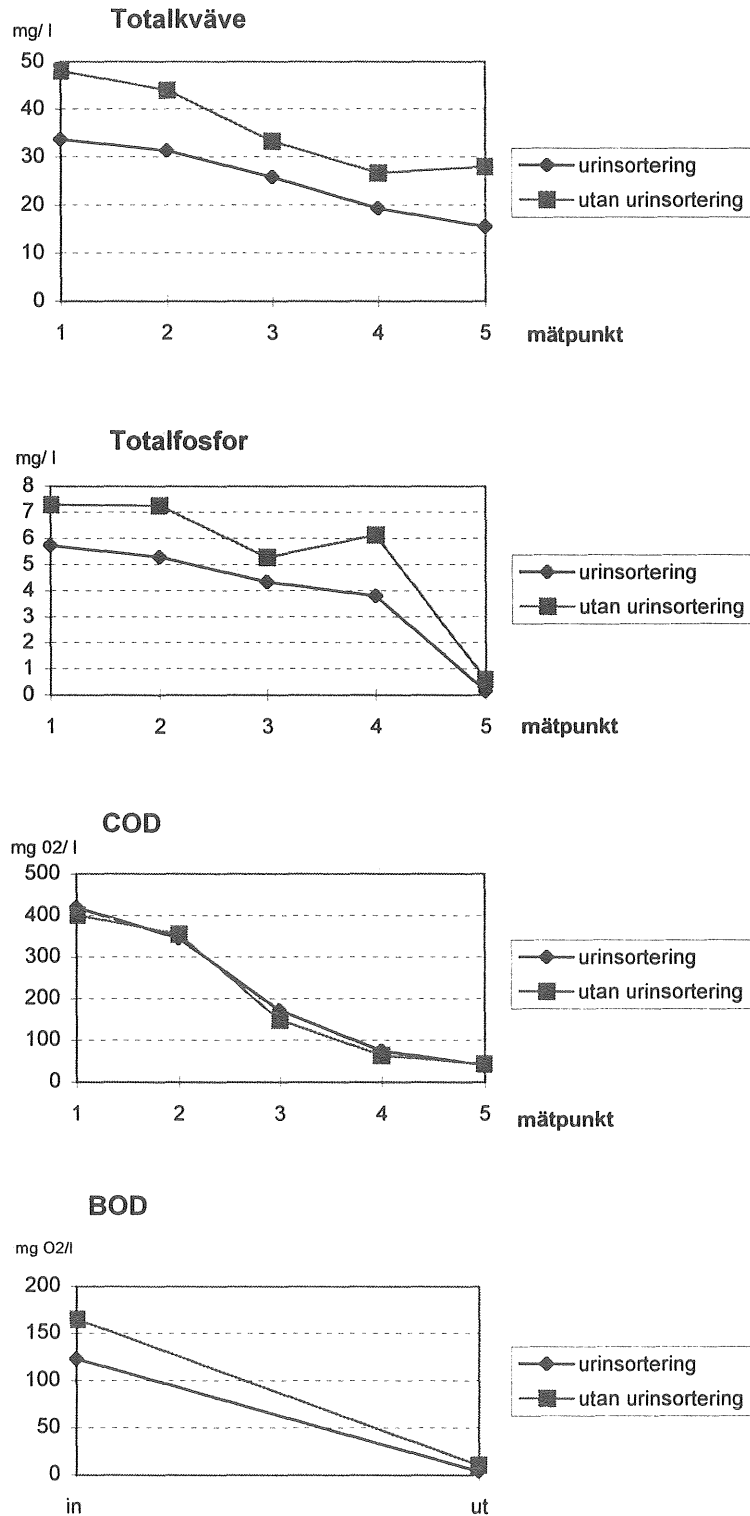 Totalkväve
mg/ l
50
40
30
20
10
0
1 2 3 4 5 mätpunkt
urinsortering
utan urinsortering
Totalfosfor
mg/ l
8
7
6
5
4
3
2
1
0
1 2 3 4 5 mätpunkt
urinsortering
utan urinsortering
COD
mg 02/ l
500
400
300
200
100
0
1 2 3 4 5 mätpunkt
urinsortering
utan urinsortering
BOD
mg O2/l
200
150
100
50
0
in ut
urinsortering
utan urinsortering